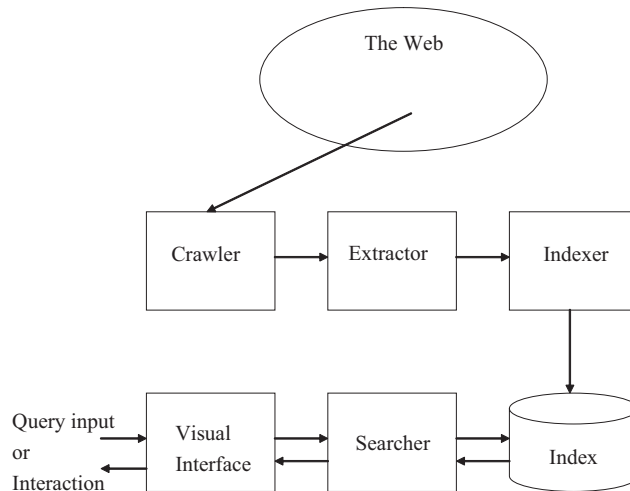 The Web
Crawler
Extractor
Indexer
Query input
or
Interaction
Visual
Interface
Searcher
Index